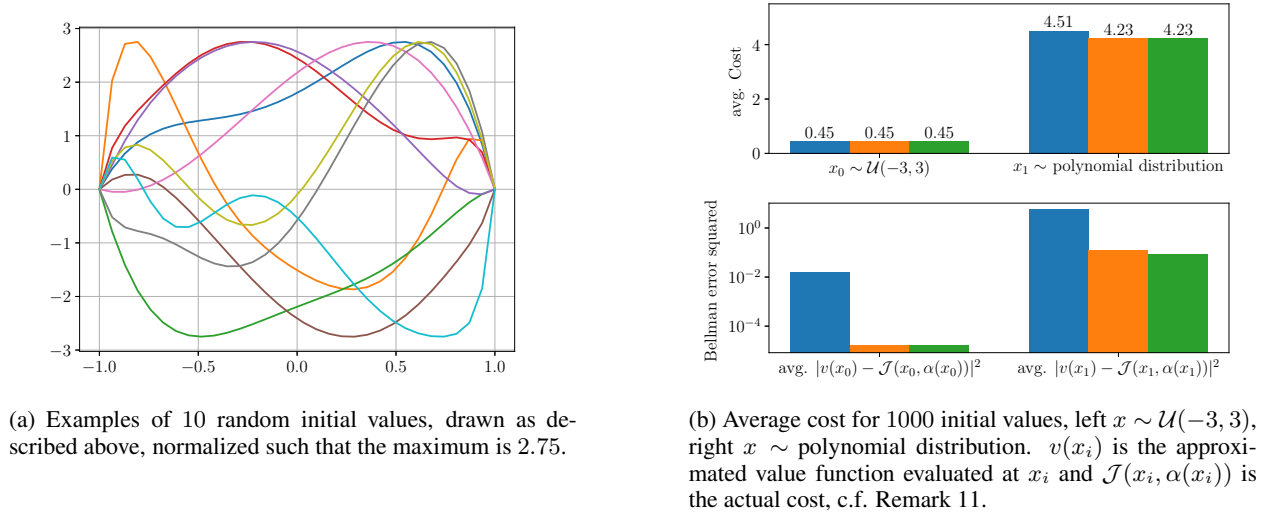 3
2
1
0
−1
−2
−3
−1.0
−0.5
0.0
0.5
1.0
(a) Examples of 10 random initial values, drawn as de-
scribed above, normalized such that the maximum is 2.75.
avg. Cost
4
2
0
0.45
0.45
0.45
4.51
4.23
4.23
x₀ ∼ 𝒰(−3, 3)
x₁ ∼ polynomial distribution
Bellman error squared
10⁰
10⁻²
10⁻⁴
avg. |v(x₀) − 𝒥(x₀, α(x₀))|²
avg. |v(x₁) − 𝒥(x₁, α(x₁))|²
(b) Average cost for 1000 initial values, left x ∼ 𝒰(−3, 3),
right x ∼ polynomial distribution. v(xᵢ) is the approxi-
mated value function evaluated at xᵢ and 𝒥(xᵢ, α(xᵢ)) is
the actual cost, c.f. Remark 11.